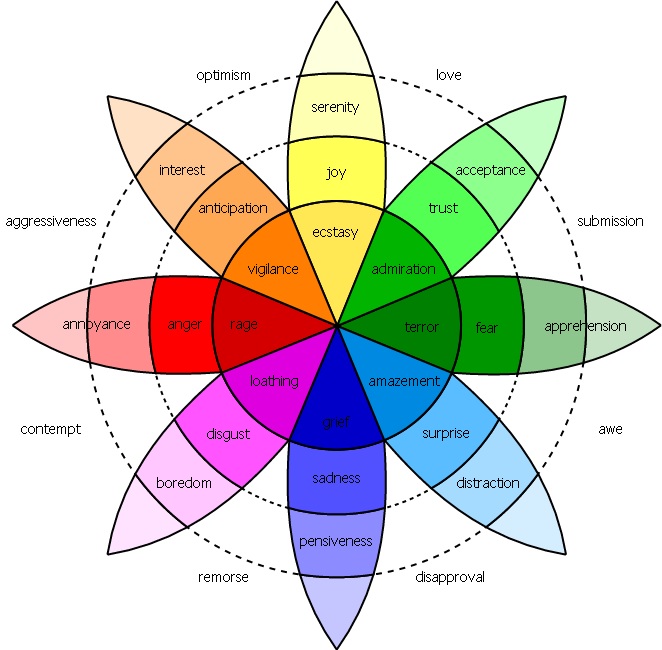 optimism
love
serenity
interest
acceptance
joy
anticipation
trust
aggressiveness
submission
ecstasy
vigilance
admiration
annoyance
anger
rage
terror
fear
apprehension
loathing
amazement
grief
contempt
awe
disgust
surprise
sadness
boredom
distraction
pensiveness
remorse
disapproval